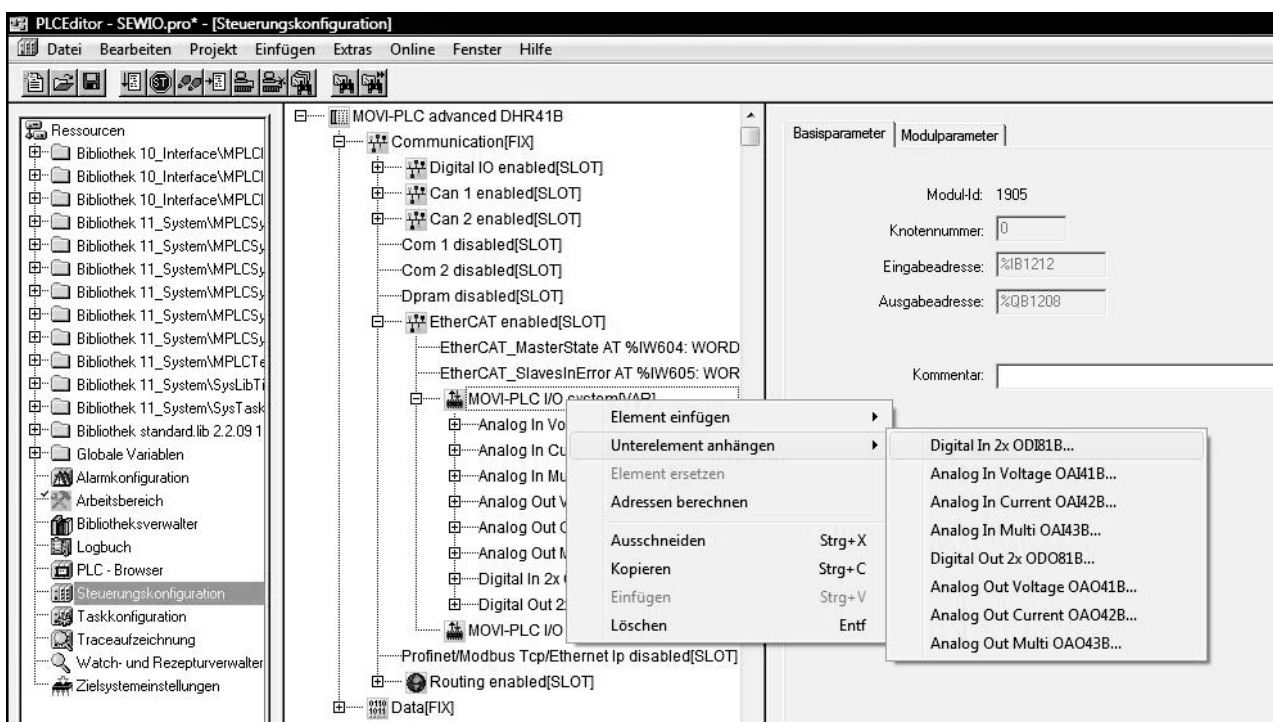 PLCEditor - SEWIO.pro* - [Steuerungskonfiguration]
Datei Bearbeiten Projekt Einfügen Extras Online Fenster Hilfe
Ressourcen
Bibliothek 10_Interface\MPLCI
Bibliothek 10_Interface\MPLCI
Bibliothek 10_Interface\MPLCI
Bibliothek 11_System\MPLCSy
Bibliothek 11_System\MPLCSy
Bibliothek 11_System\MPLCSy
Bibliothek 11_System\MPLCSy
Bibliothek 11_System\MPLCSy
Bibliothek 11_System\MPLCSy
Bibliothek 11_System\MPLCTe
Bibliothek 11_System\SysLibTi
Bibliothek 11_System\SysTask
Bibliothek standard.lib 2.2.09 1
Globale Variablen
Alarmkonfiguration
Arbeitsbereich
Bibliotheksverwalter
Logbuch
PLC - Browser
Steuerungskonfiguration
Taskkonfiguration
Traceaufzeichnung
Watch- und Rezepturverwalter
Zielsystemeinstellungen
MOVI-PLC advanced DHR41B
Communication[FIX]
Digital IO enabled[SLOT]
Can 1 enabled[SLOT]
Can 2 enabled[SLOT]
Com 1 disabled[SLOT]
Com 2 disabled[SLOT]
Dpram disabled[SLOT]
EtherCAT enabled[SLOT]
EtherCAT_MasterState AT %IW604: WORD
EtherCAT_SlavesInError AT %IW605: WOR
MOVI-PLC I/O system[VAR]
Analog In Vo
Analog In Cu
Analog In Mu
Analog Out V
Analog Out C
Analog Out M
Digital In 2x
Digital Out 2
MOVI-PLC I/O
Profinet/Modbus Tcp/Ethernet Ip disabled[SLOT]
Routing enabled[SLOT]
Data[FIX]
Element einfügen
Unterelement anhängen
Element ersetzen
Adressen berechnen
Ausschneiden Strg+X
Kopieren Strg+C
Einfügen Strg+V
Löschen Entf
Digital In 2x ODI81B...
Analog In Voltage OAI41B...
Analog In Current OAI42B...
Analog In Multi OAI43B...
Digital Out 2x ODO81B...
Analog Out Voltage OAO41B...
Analog Out Current OAO42B...
Analog Out Multi OAO43B...
Basisparameter Modulparameter
Modul-Id: 1905
Knotennummer: 0
Eingabeadresse: %IB1212
Ausgabeadresse: %QB1208
Kommentar: